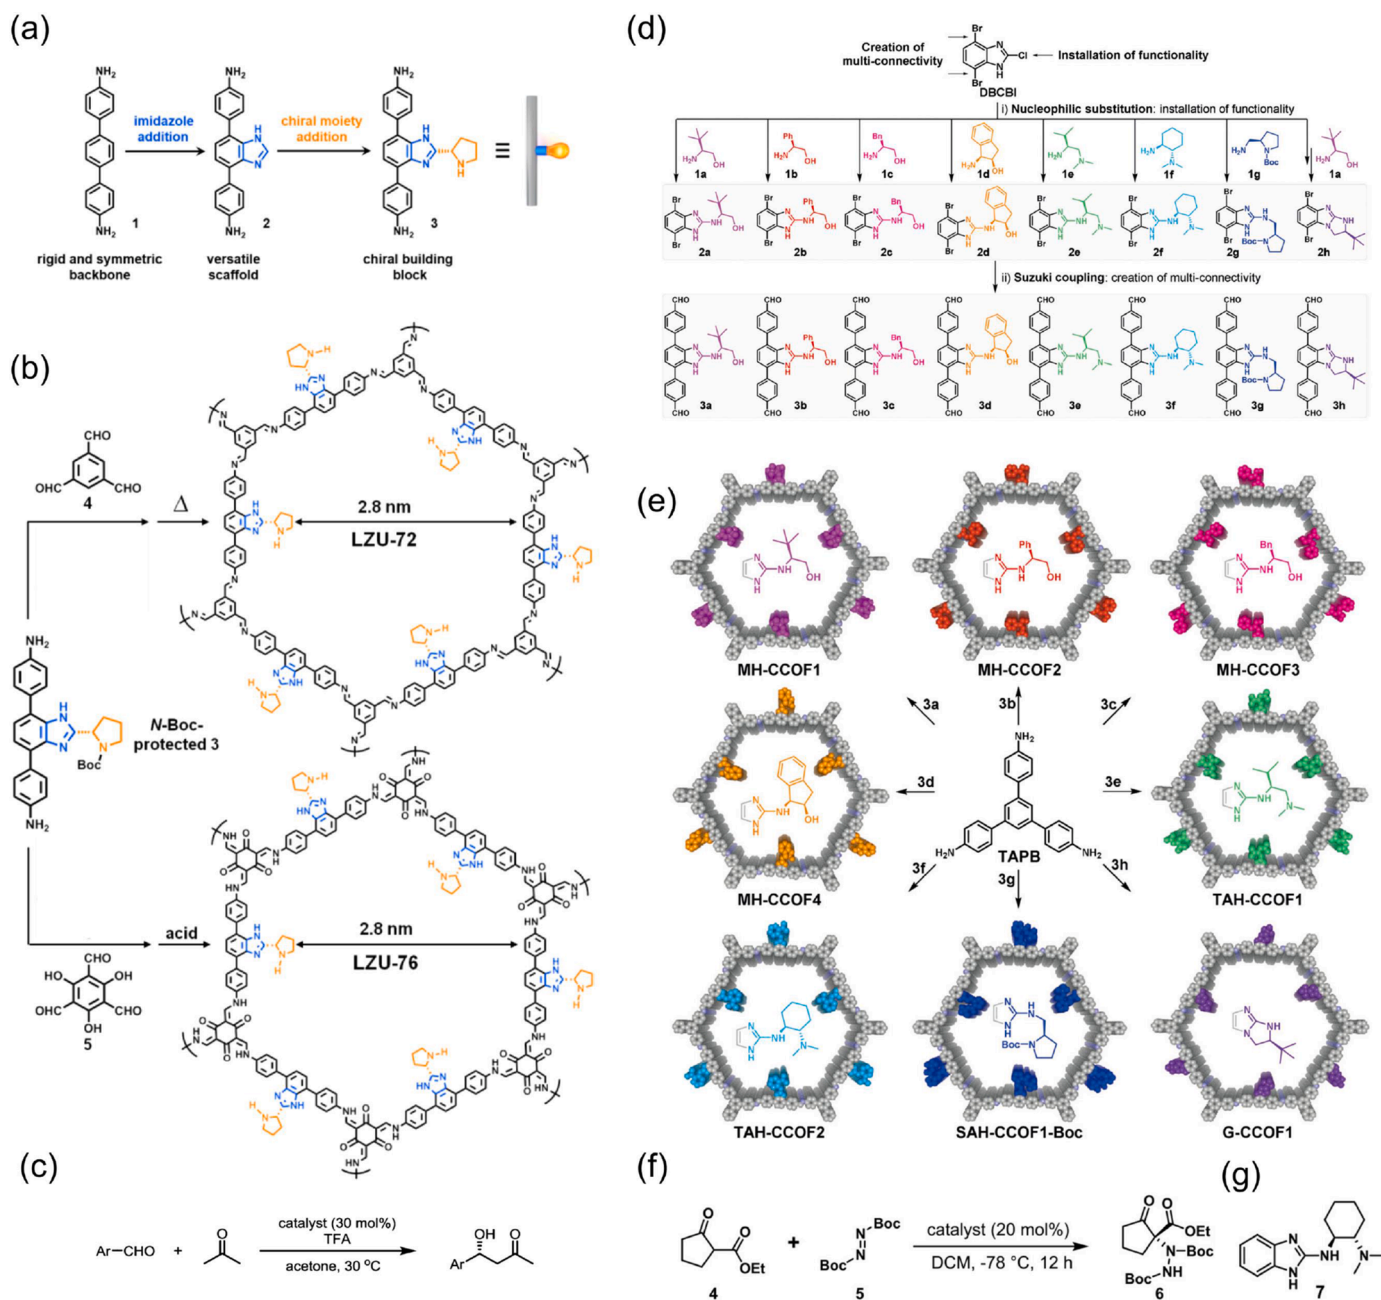 (a)
NH2
NH2
NH2
imidazole
addition
chiral moiety
addition
H
N
N
H
N
N
N
H
≡
NH2
NH2
NH2
1
2
3
rigid and symmetric
backbone
versatile
scaffold
chiral building
block
(b)
CHO
OHC
CHO
4
Δ
2.8 nm
LZU-72
NH2
H
N
N
N
Boc
NH2
N-Boc-
protected 3
acid
2.8 nm
LZU-76
CHO
HO
OH
OHC
CHO
OH
5
(c)
Ar–CHO
+
O
catalyst (30 mol%)
TFA
acetone, 30 °C
OH
O
Ar
(d)
Creation of
multi-connectivity
Br
N
Cl
N
H
Br
DBCBI
Installation of functionality
i) Nucleophilic substitution: installation of functionality
1a
1b
1c
1d
1e
1f
1g
1a
2a
2b
2c
2d
2e
2f
2g
2h
ii) Suzuki coupling: creation of multi-connectivity
3a
3b
3c
3d
3e
3f
3g
3h
(e)
MH-CCOF1
MH-CCOF2
MH-CCOF3
3a
3b
3c
NH2
3d
3e
H2N
TAPB
NH2
3f
3g
3h
MH-CCOF4
TAH-CCOF1
TAH-CCOF2
SAH-CCOF1-Boc
G-CCOF1
(f)
O
O
OEt
4
+
Boc
N
N
Boc
5
catalyst (20 mol%)
DCM, -78 °C, 12 h
O
O
OEt
N
Boc
NH
Boc
6
(g)
N
NH
N
H
N
7